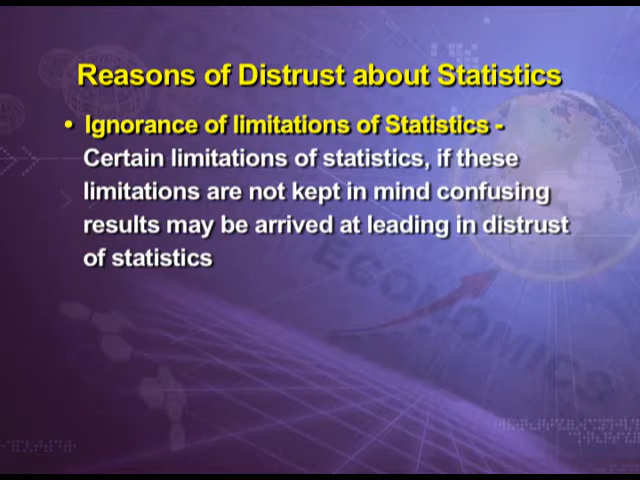 Reasons of Distrust about Statistics
• Ignorance of limitations of Statistics -
Certain limitations of statistics, if these
limitations are not kept in mind confusing
results may be arrived at leading in distrust
of statistics
ECONOMICS